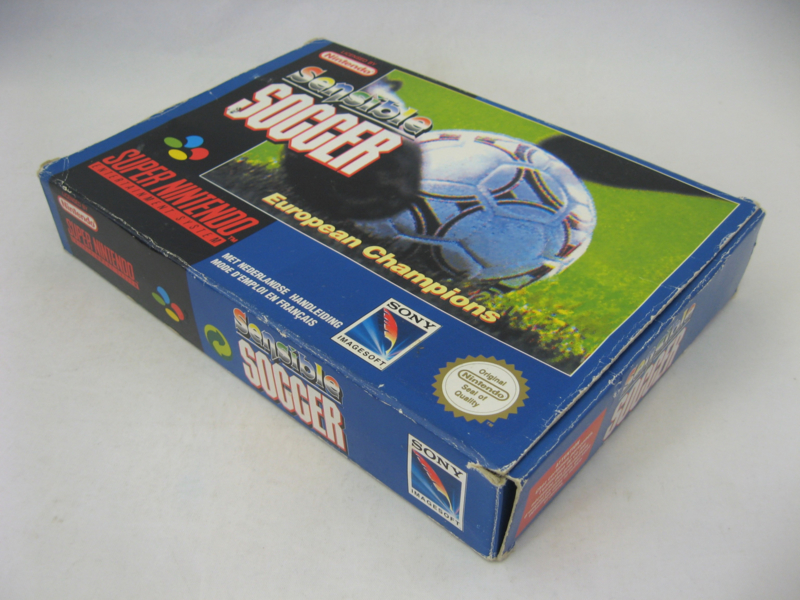 Nintendo
Sensible
SOCCER
SUPER NINTENDO
ENTERTAINMENT SYSTEM
European Champions
MET NEDERLANDSE HANDLEIDING
MODE D'EMPLOI EN FRANÇAIS
SONY
IMAGESOFT
Original
Nintendo
Seal of
Quality
Nintendo
SUPER NINTENDO
Sensible
SOCCER
SONY
IMAGESOFT
Sensible
SOCCER